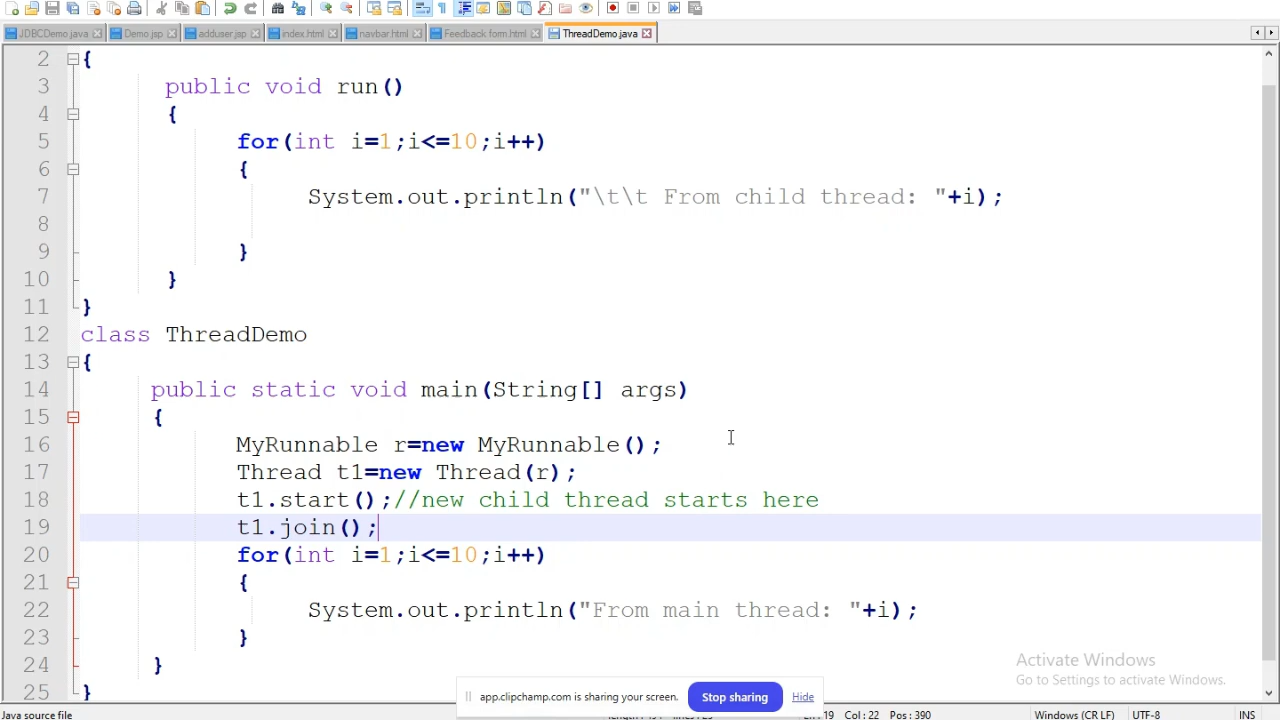 JDBCDemo.java Demo.jsp adduser.jsp index.html navbar.html Feedback form.html ThreadDemo.java
2 {
3 public void run()
4 {
5 for(int i=1;i<=10;i++)
6 {
7 System.out.println("\t\t From child thread: "+i);
8
9 }
10 }
11 }
12 class ThreadDemo
13 {
14 public static void main(String[] args)
15 {
16 MyRunnable r=new MyRunnable();
17 Thread t1=new Thread(r);
18 t1.start();//new child thread starts here
19 t1.join();
20 for(int i=1;i<=10;i++)
21 {
22 System.out.println("From main thread: "+i);
23 }
24 }
25 }
Activate Windows
Go to Settings to activate Windows.
app.clipchamp.com is sharing your screen. Stop sharing Hide
Java source file Col: 22 Pos: 390 Windows (CR LF) UTF-8 INS